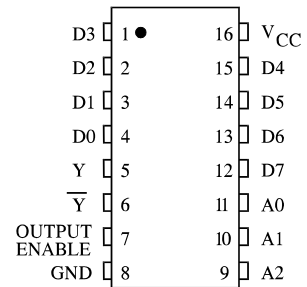 D3 1 16 VCC
D2 2 15 D4
D1 3 14 D5
D0 4 13 D6
Y 5 12 D7
Y̅ 6 11 A0
OUTPUT
ENABLE 7 10 A1
GND 8 9 A2